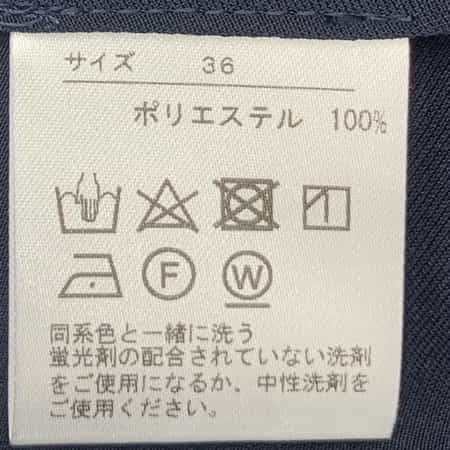 サイズ 36
ポリエステル 100%
F
W
同系色と一緒に洗う
蛍光剤の配合されていない洗剤
をご使用になるか、中性洗剤を
ご使用ください。